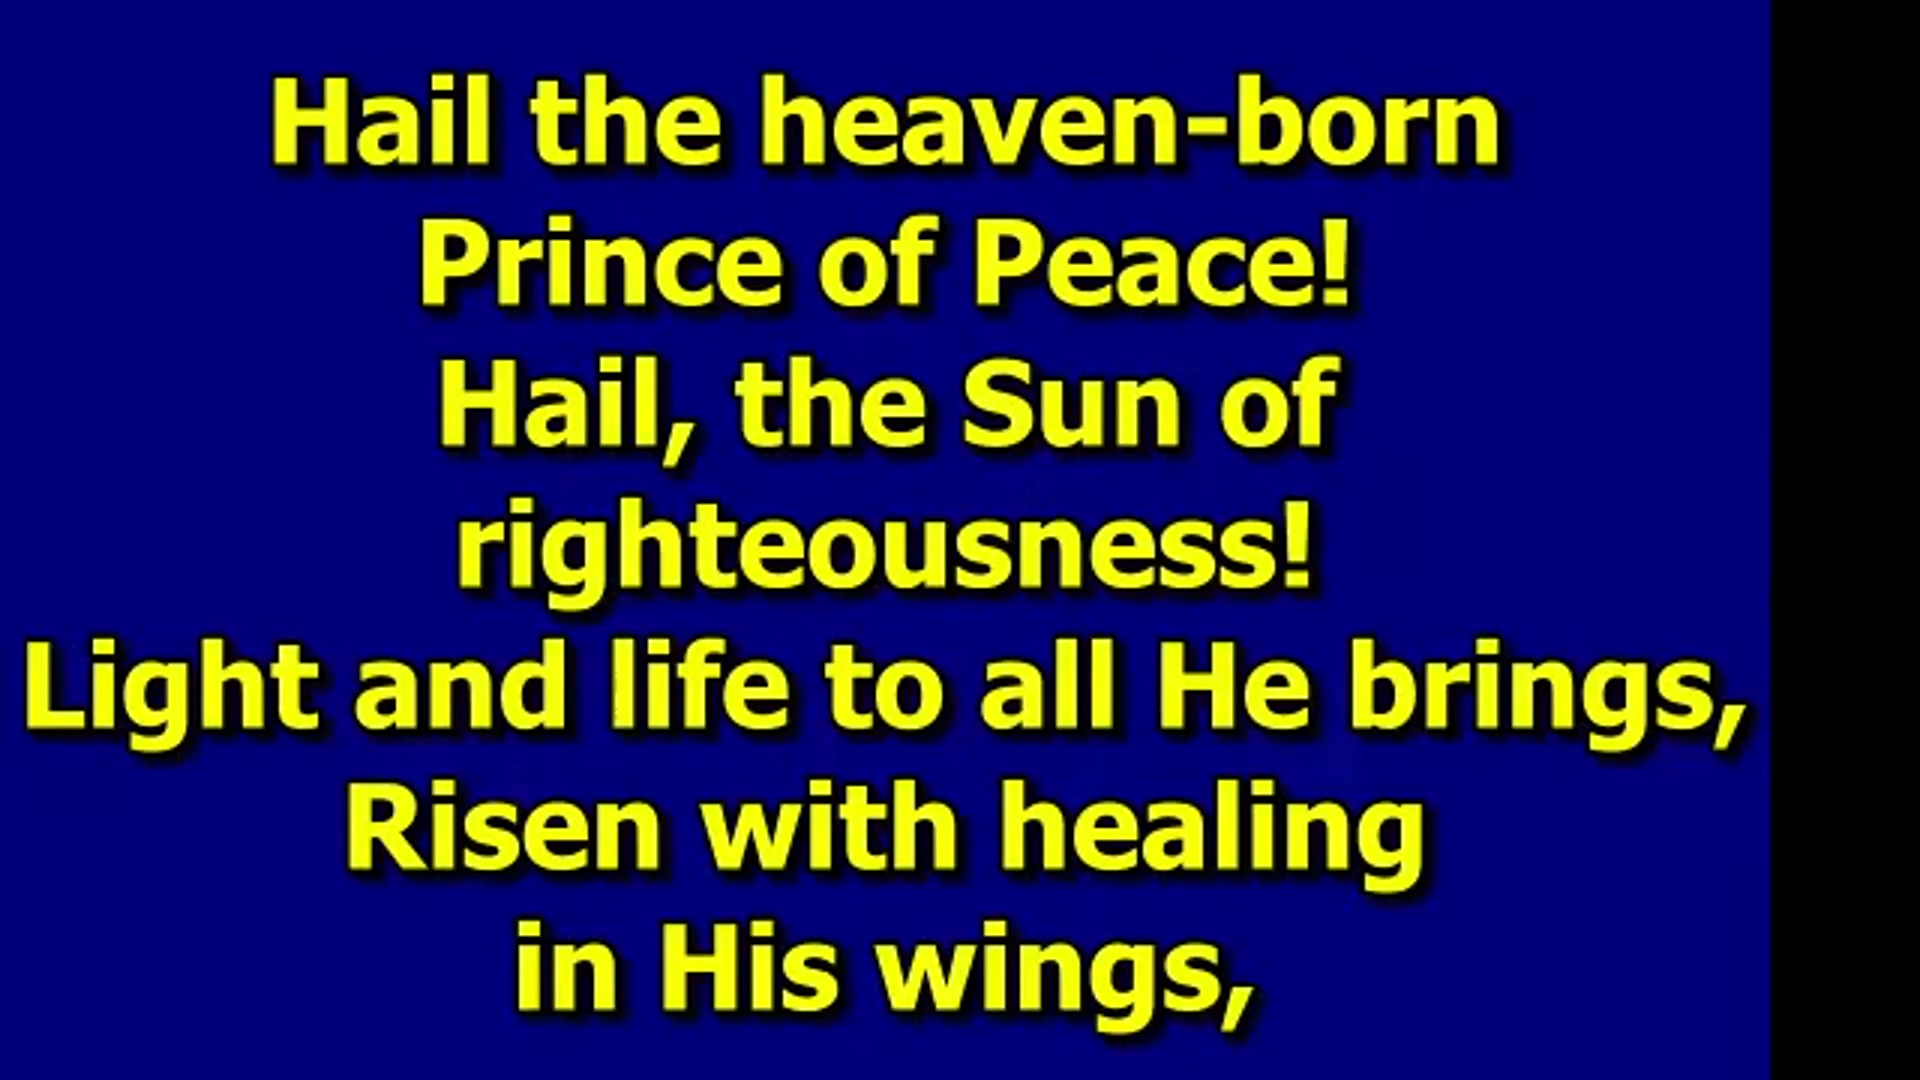 Hail the heaven-born
Prince of Peace!
Hail, the Sun of
righteousness!
Light and life to all He brings,
Risen with healing
in His wings,